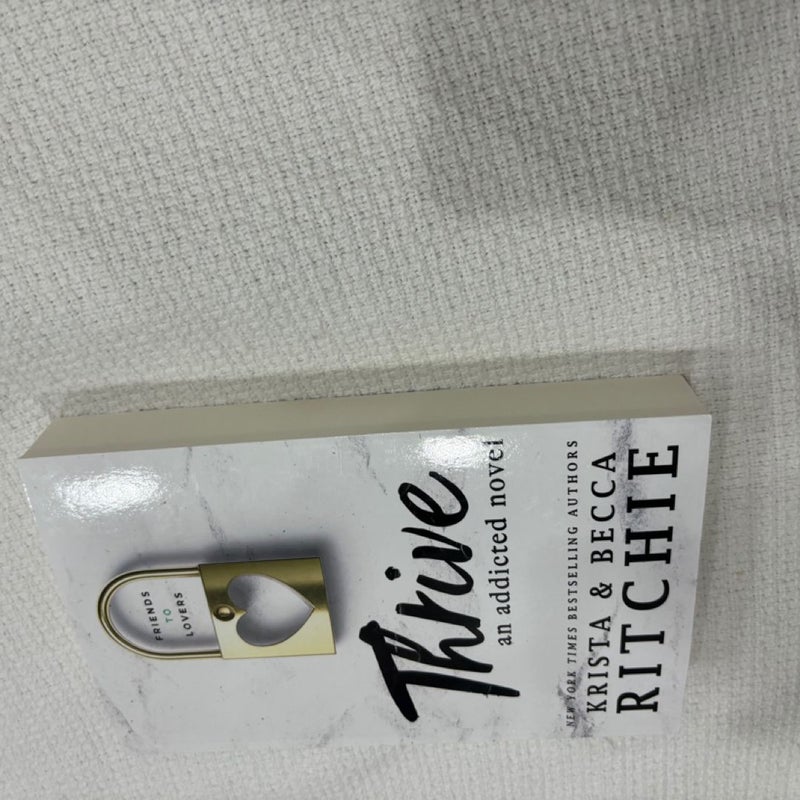 FRIENDS
TO
LOVERS
Thrive
an addicted novel
NEW YORK TIMES BESTSELLING AUTHORS
KRISTA & BECCA
RITCHIE